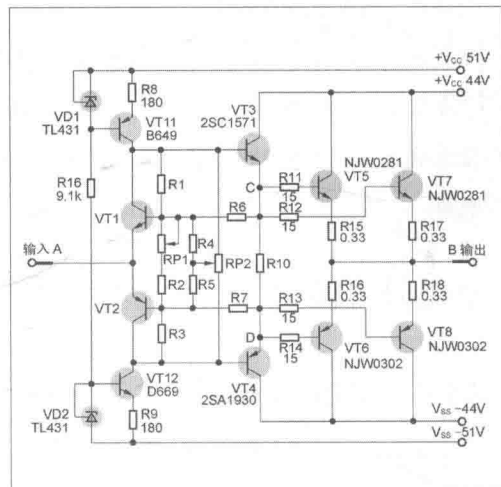 +Vcc 51V
+Vcc 44V
R8
180
VD1
TL431
VT11
B649
VT3
2SC1571
NJW0281
VT5
VT7
NJW0281
R16
9.1k
R1
C
R11
15
R12
15
VT1
R6
R15
0.33
R17
0.33
输入 A
RP1
R4
RP2
R10
B 输出
R2
R5
R16
0.33
R18
0.33
VT2
R7
R13
15
R3
D
R14
15
VT6
NJW0302
VT8
NJW0302
VT12
D669
VT4
2SA1930
VD2
TL431
R9
180
Vss -44V
Vss -51V